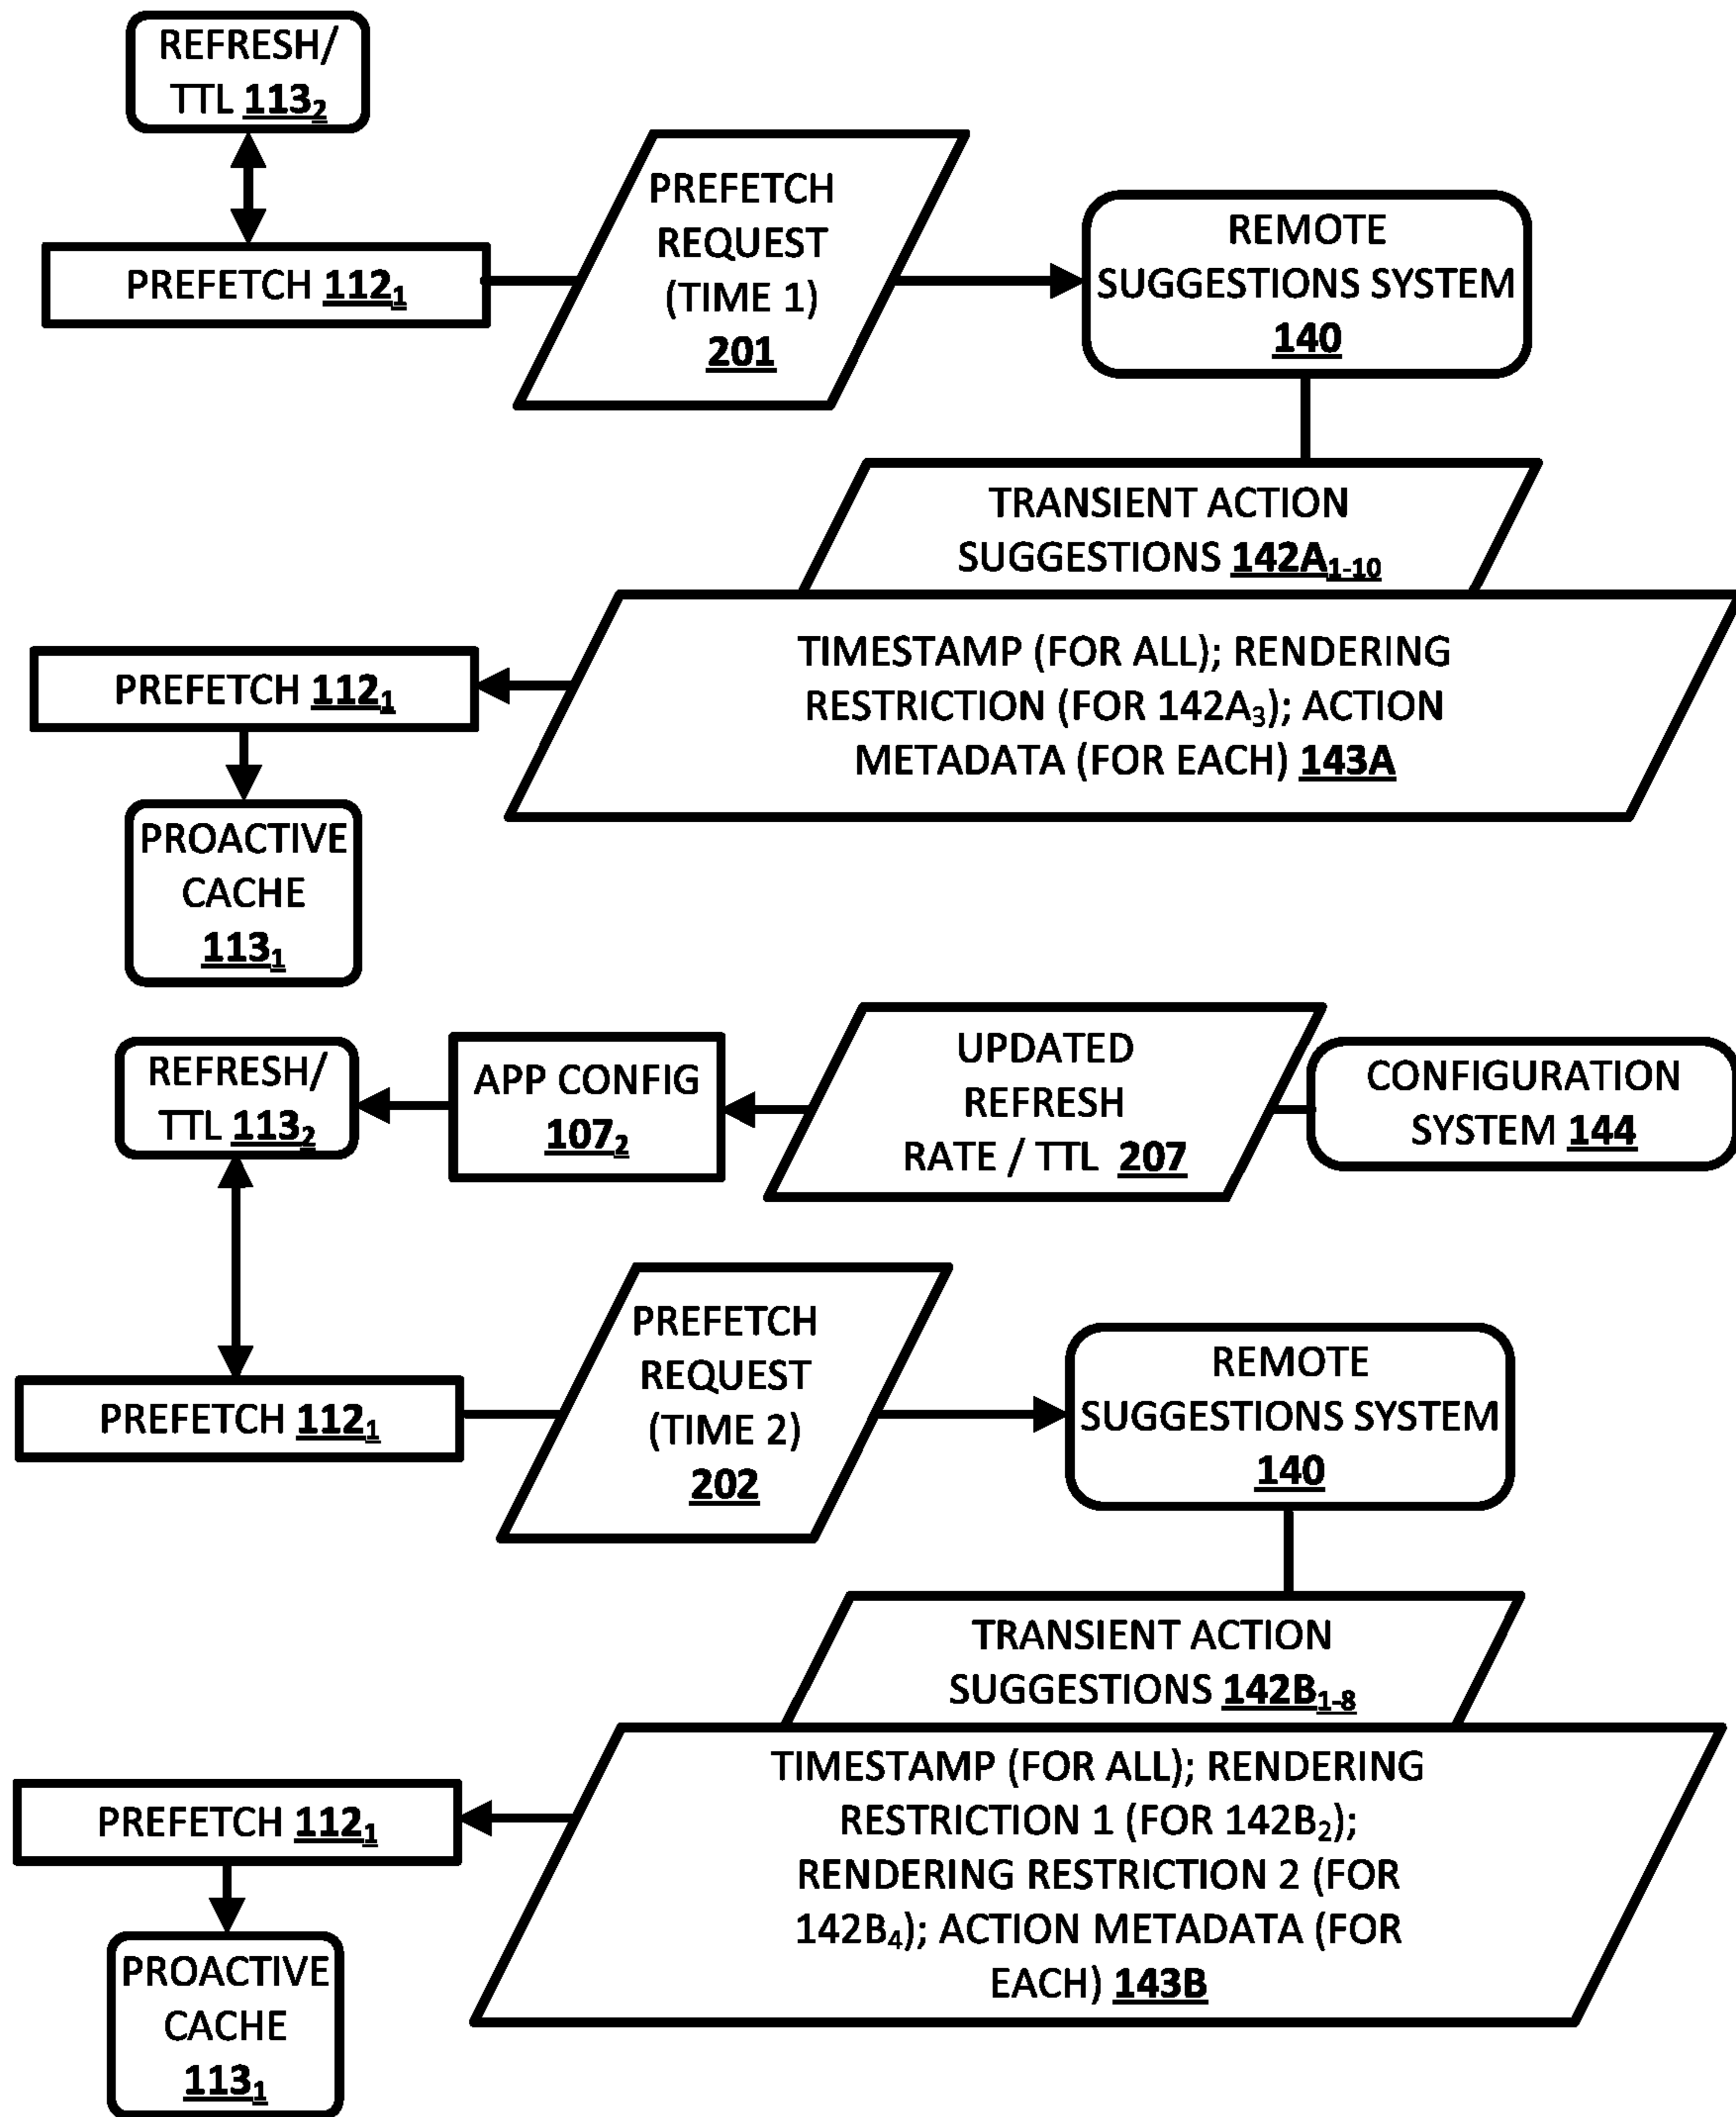 REFRESH/
TTL 113₂
PREFETCH 112₁
PREFETCH
REQUEST
(TIME 1)
201
REMOTE
SUGGESTIONS SYSTEM
140
TRANSIENT ACTION
SUGGESTIONS 142A₁₋₁₀
TIMESTAMP (FOR ALL); RENDERING
RESTRICTION (FOR 142A₃); ACTION
METADATA (FOR EACH) 143A
PREFETCH 112₁
PROACTIVE
CACHE
113₁
REFRESH/
TTL 113₂
APP CONFIG
107₂
UPDATED
REFRESH
RATE / TTL 207
CONFIGURATION
SYSTEM 144
PREFETCH 112₁
PREFETCH
REQUEST
(TIME 2)
202
REMOTE
SUGGESTIONS SYSTEM
140
TRANSIENT ACTION
SUGGESTIONS 142B₁₋₈
TIMESTAMP (FOR ALL); RENDERING
RESTRICTION 1 (FOR 142B₂);
RENDERING RESTRICTION 2 (FOR
142B₄); ACTION METADATA (FOR
EACH) 143B
PREFETCH 112₁
PROACTIVE
CACHE
113₁